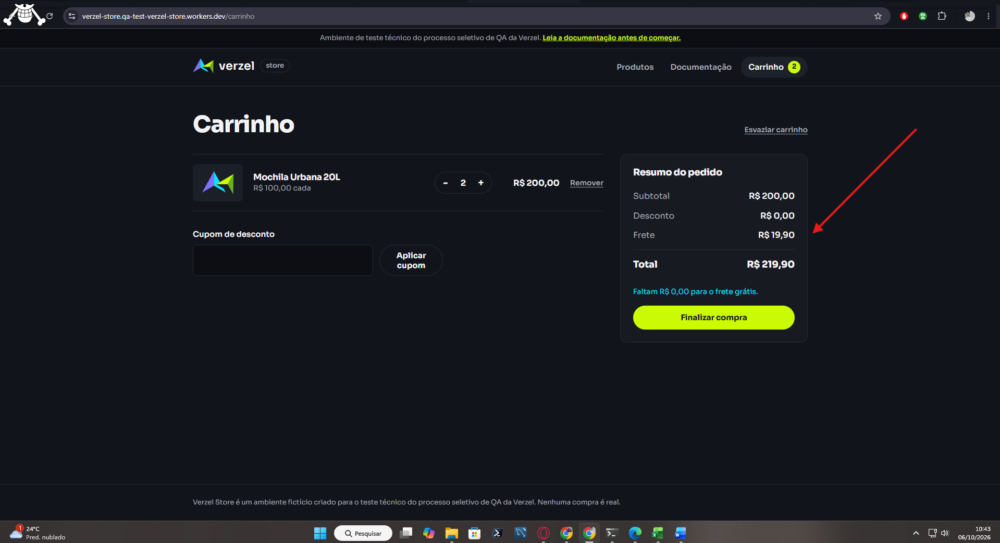 verzel-store.qa-test-verzel-store.workers.dev/carrinho
Ambiente de teste técnico do processo seletivo de QA da Verzel. Leia a documentação antes de começar.
verzel store
Produtos
Documentação
Carrinho 2
Carrinho
Esvaziar carrinho
Mochila Urbana 20L
R$ 100,00 cada
- 2 +
R$ 200,00
Remover
Cupom de desconto
Aplicar
cupom
Resumo do pedido
Subtotal R$ 200,00
Desconto R$ 0,00
Frete R$ 19,90
Total R$ 219,90
Faltam R$ 0,00 para o frete grátis.
Finalizar compra
Verzel Store é um ambiente fictício criado para o teste técnico do processo seletivo de QA da Verzel. Nenhuma compra é real.
1
24°C
Pred. nublado
Pesquisar
10:43
06/10/2026